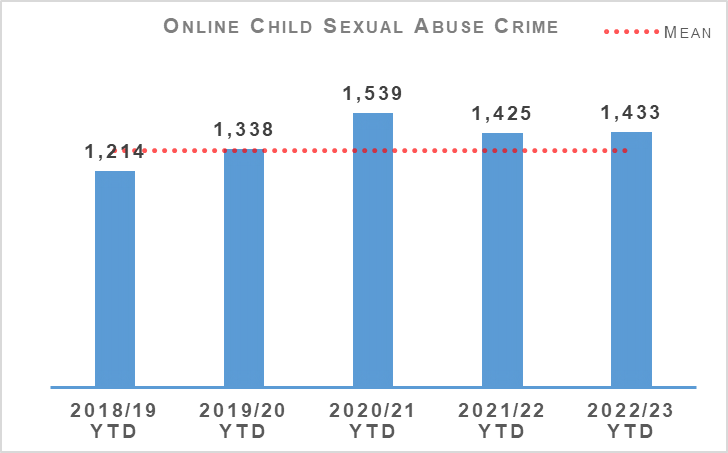 ONLINE CHILD SEXUAL ABUSE CRIME
MEAN
1,214
1,338
1,539
1,425
1,433
2018/19 YTD
2019/20 YTD
2020/21 YTD
2021/22 YTD
2022/23 YTD